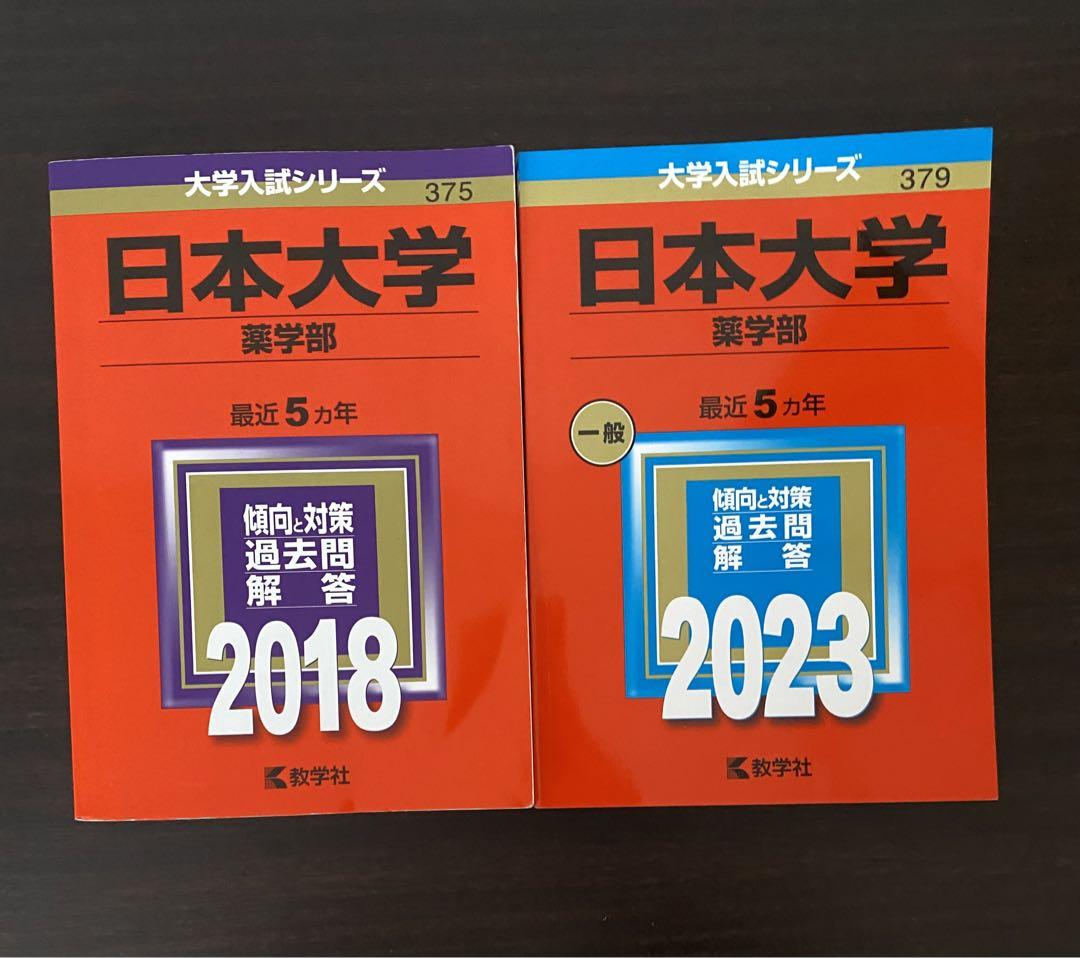 大学入試シリーズ
375
日本大学
薬学部
最近5カ年
傾向と対策
過去問
解答
2018
教学社
大学入試シリーズ
379
日本大学
薬学部
最近5カ年
一般
傾向と対策
過去問
解答
2023
教学社